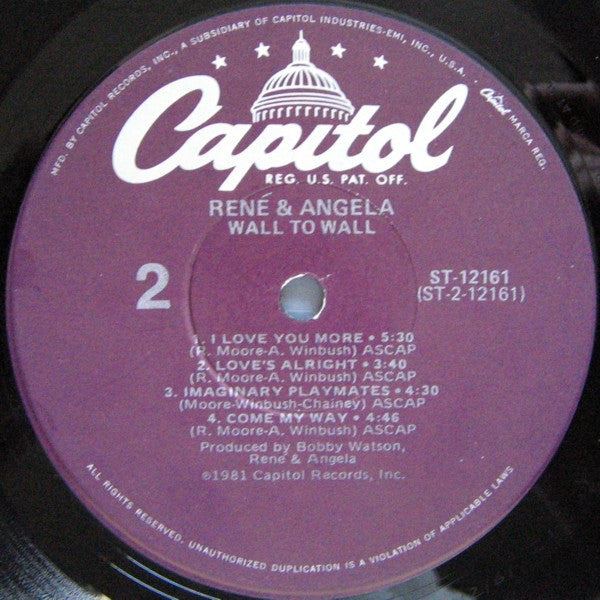 MFD. BY CAPITOL RECORDS, INC., A SUBSIDIARY OF CAPITOL INDUSTRIES-EMI, INC., U.S.A. · Capitol MARCA REG.
Capitol
REG. U.S. PAT. OFF.
RENÉ & ANGELA
WALL TO WALL
2
ST-12161
(ST-2-12161)
1. I LOVE YOU MORE • 5:30
(R. Moore-A. Winbush) ASCAP
2. LOVE'S ALRIGHT • 3:40
(R. Moore-A. Winbush) ASCAP
3. IMAGINARY PLAYMATES • 4:30
(Moore-Winbush-Chainey) ASCAP
4. COME MY WAY • 4:46
(R. Moore-A. Winbush) ASCAP
Produced by Bobby Watson,
René & Angela
℗1981 Capitol Records, Inc.
ALL RIGHTS RESERVED. UNAUTHORIZED DUPLICATION IS A VIOLATION OF APPLICABLE LAWS